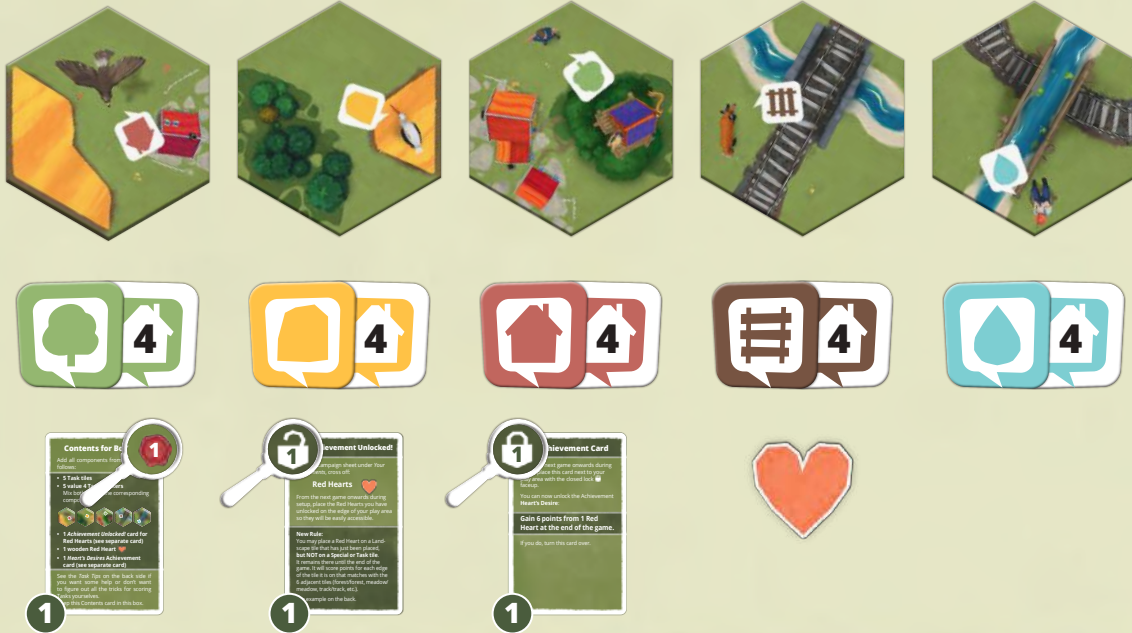 4
4
4
4
4
1
Contents for Bo
Add all components from
follows:
• 5 Task tiles
• 5 value 4 T
Mix bot corresponding
compo
• 1 Achievement Unlocked! card for
Red Hearts (see separate card)
• 1 wooden Red Heart
• 1 Heart's Desires Achievement
card (see separate card)
See the Task Tips on the back side if
you want some help or don't want
to figure out all the tricks for scoring
Tasks yourselves.
this Contents card in this box.
1
1
ievement Unlocked!
ampaign sheet under Your
ents, cross off:
Red Hearts
From the next game onwards during
setup, place the Red Hearts you have
unlocked on the edge of your play area
so they will be easily accessible.
New Rule:
You may place a Red Heart on a Land-
scape tile that has just been placed,
but NOT on a Special or Task tile.
It remains there until the end of the
game. It will score points for each edge
of the tile it is on that matches with the
6 adjacent tiles (forest/forest, meadow/
meadow, track/track, etc.).
example on the back.
1
1
hievement Card
next game onwards during
place this card next to your
play area with the closed lock
faceup.
You can now unlock the Achievement
Heart's Desire:
Gain 6 points from 1 Red
Heart at the end of the game.
If you do, turn this card over.
1